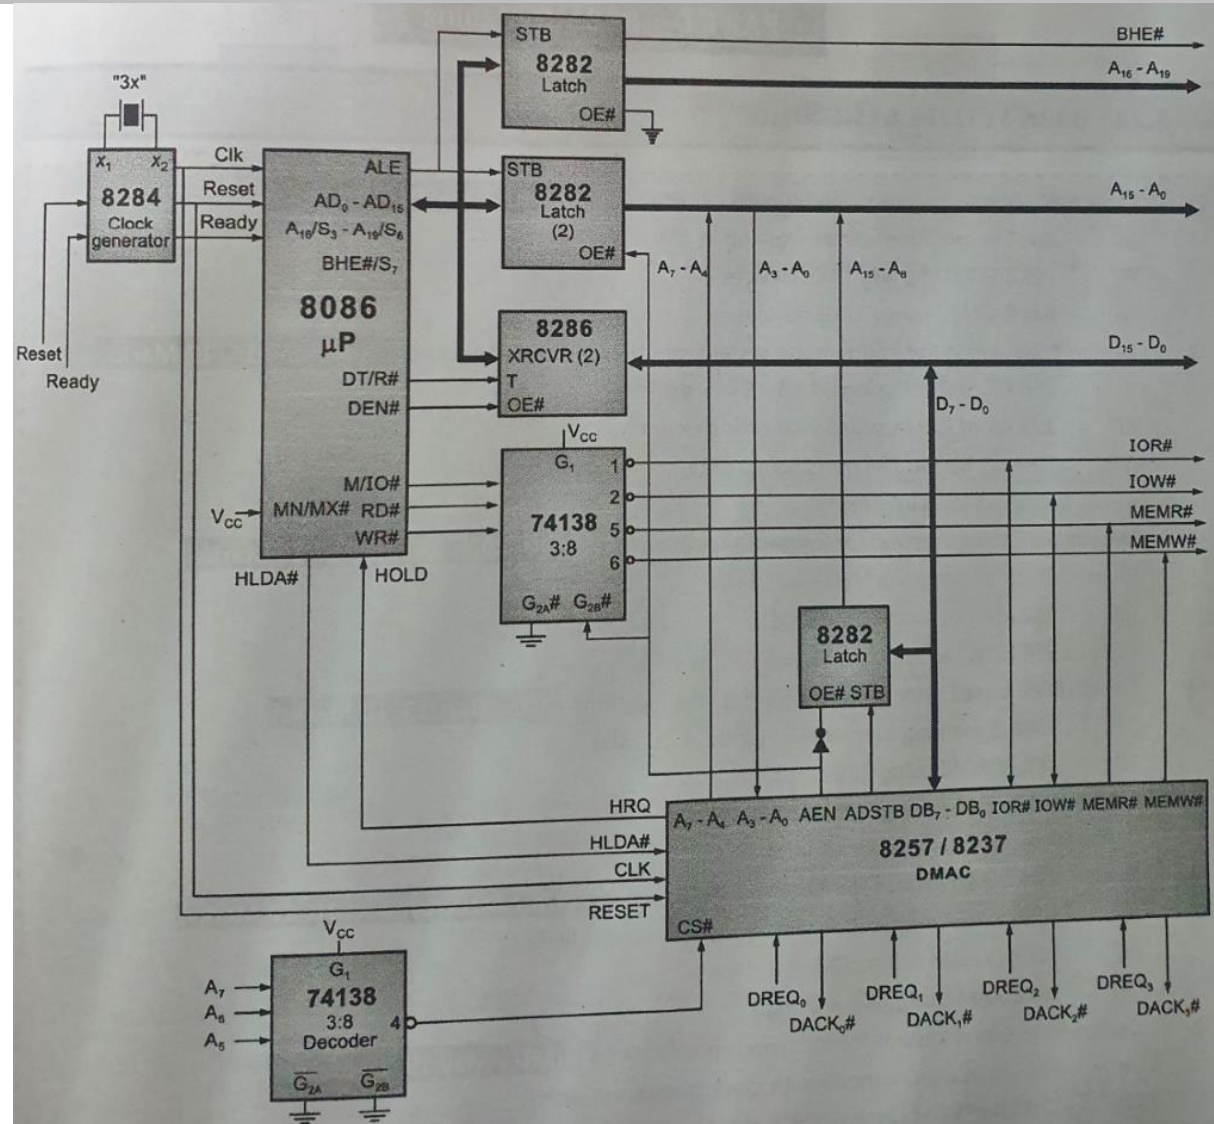 STB
8282
Latch
OE#
BHE#
A16 - A19
"3x"
X1 X2
8284
Clock
generator
Clk
Reset
Ready
Reset
Ready
ALE
AD0 - AD15
A16/S3 - A19/S6
BHE#/S7
8086
µP
DT/R#
DEN#
M/IO#
MN/MX# RD#
WR#
VCC
HLDA#
HOLD
STB
8282
Latch
(2)
OE#
A15 - A0
A7 - A4
A3 - A0
A15 - A8
8286
XRCVR (2)
T
OE#
D15 - D0
D7 - D0
VCC
G1
1
2
74138
5
3:8
6
G2A# G2B#
IOR#
IOW#
MEMR#
MEMW#
8282
Latch
OE# STB
HRQ
HLDA#
CLK
RESET
A7 - A4 A3 - A0 AEN ADSTB DB7 - DB0 IOR# IOW# MEMR# MEMW#
8257 / 8237
DMAC
CS#
DREQ0
DACK0#
DREQ1
DACK1#
DREQ2
DACK2#
DREQ3
DACK3#
VCC
G1
A7
A6
A5
74138
3:8
Decoder
4
G2A G2B